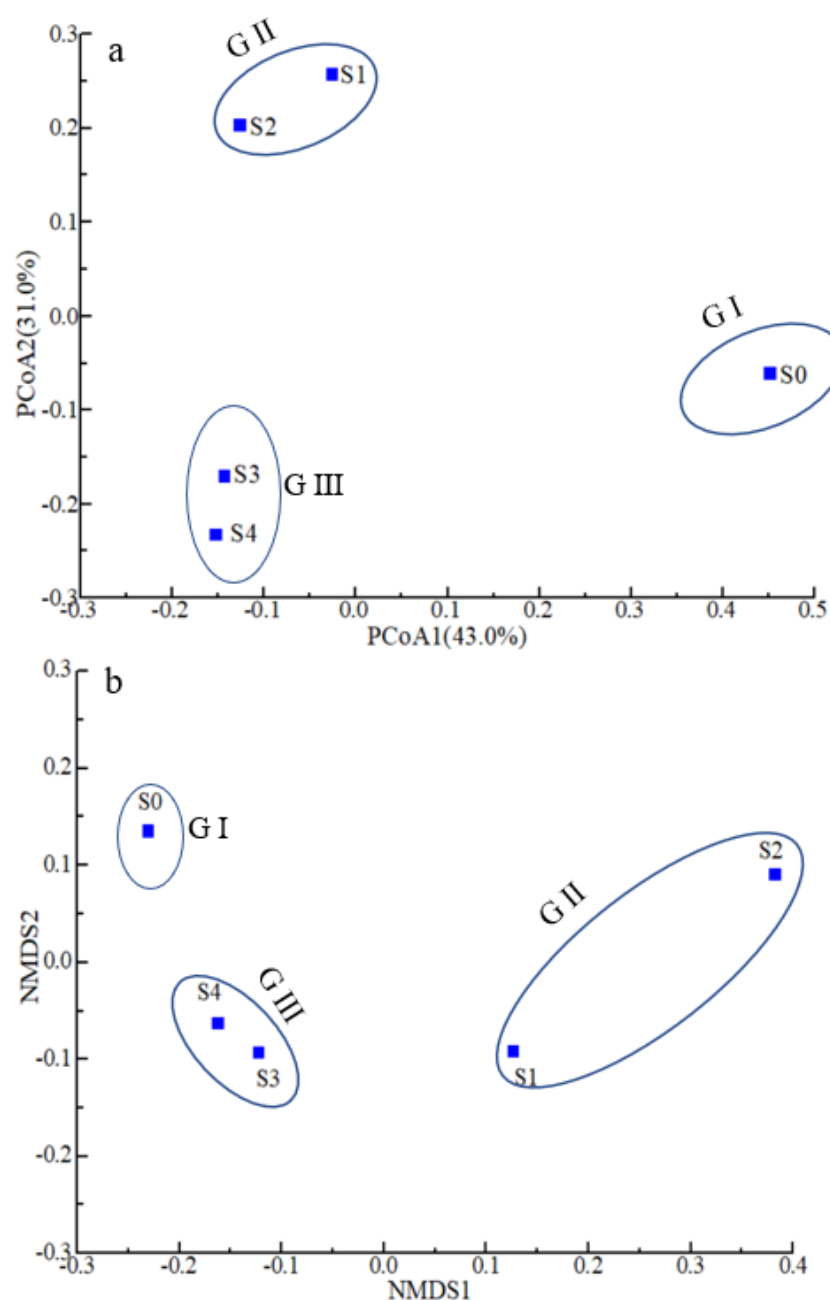 a
G II
S1
S2
G I
S0
S3
G III
S4
PCoA2(31.0%)
0.3
0.2
0.1
0.0
-0.1
-0.2
-0.3
-0.3
-0.2
-0.1
0.0
0.1
0.2
0.3
0.4
0.5
PCoA1(43.0%)
b
S0
G I
S2
G II
S4
G III
S3
S1
NMDS2
0.3
0.2
0.1
0.0
-0.1
-0.2
-0.3
-0.3
-0.2
-0.1
0.0
0.1
0.2
0.3
0.4
NMDS1